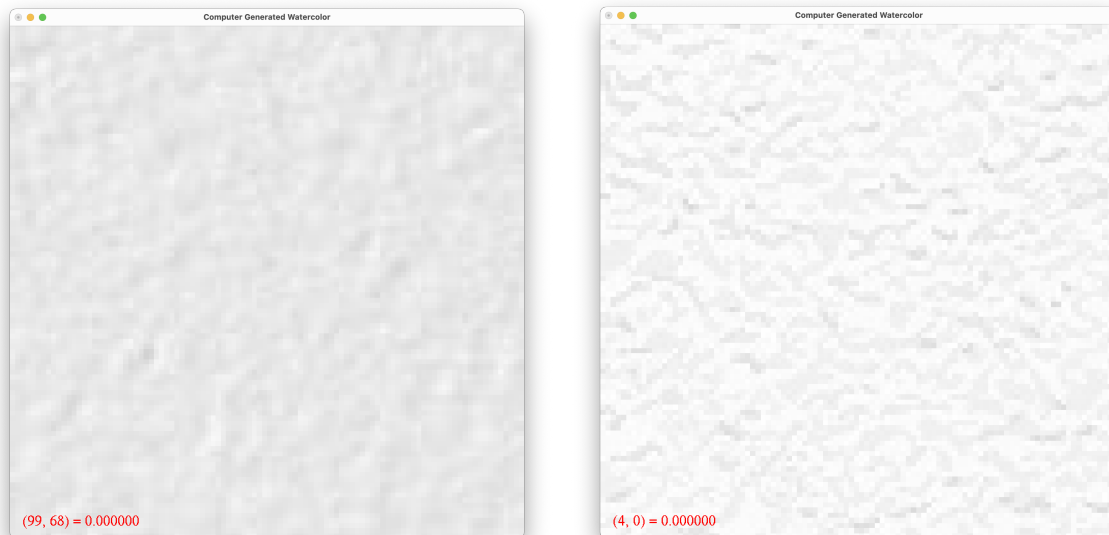 Computer Generated Watercolor
(99, 68) = 0.000000
Computer Generated Watercolor
(4, 0) = 0.000000